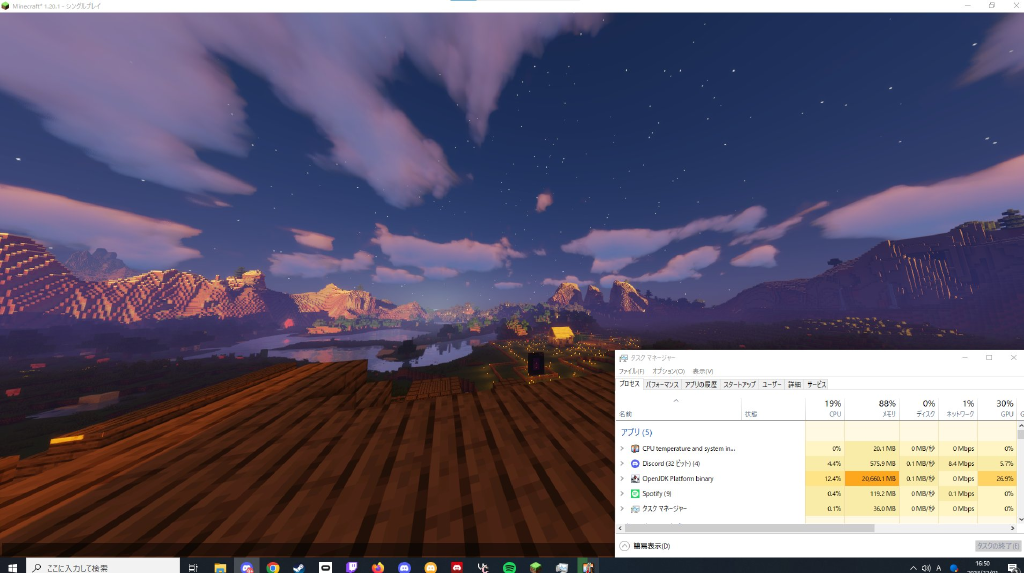 Minecraft* 1.20.1 - シングルプレイ
タスク マネージャー
ファイル(F) オプション(O) 表示(V)
プロセス パフォーマンス アプリの履歴 スタートアップ ユーザー 詳細 サービス
19% 88% 0% 1% 30%
名前 状態 CPU メモリ ディスク ネットワーク GPU G
アプリ (5)
CPU temperature and system in... 0% 20.1 MB 0 MB/秒 0 Mbps 0%
Discord (32 ビット) (4) 4.4% 575.9 MB 0.1 MB/秒 8.4 Mbps 5.7%
OpenJDK Platform binary 12.4% 20,660.1 MB 0.1 MB/秒 0 Mbps 26.9%
Spotify (9) 0.4% 119.2 MB 0 MB/秒 0.1 Mbps 0%
タスク マネージャー 0.1% 36.0 MB 0 MB/秒 0 Mbps 0%
簡易表示(D)
タスクの終了(E)
ここに入力して検索
A
16:50